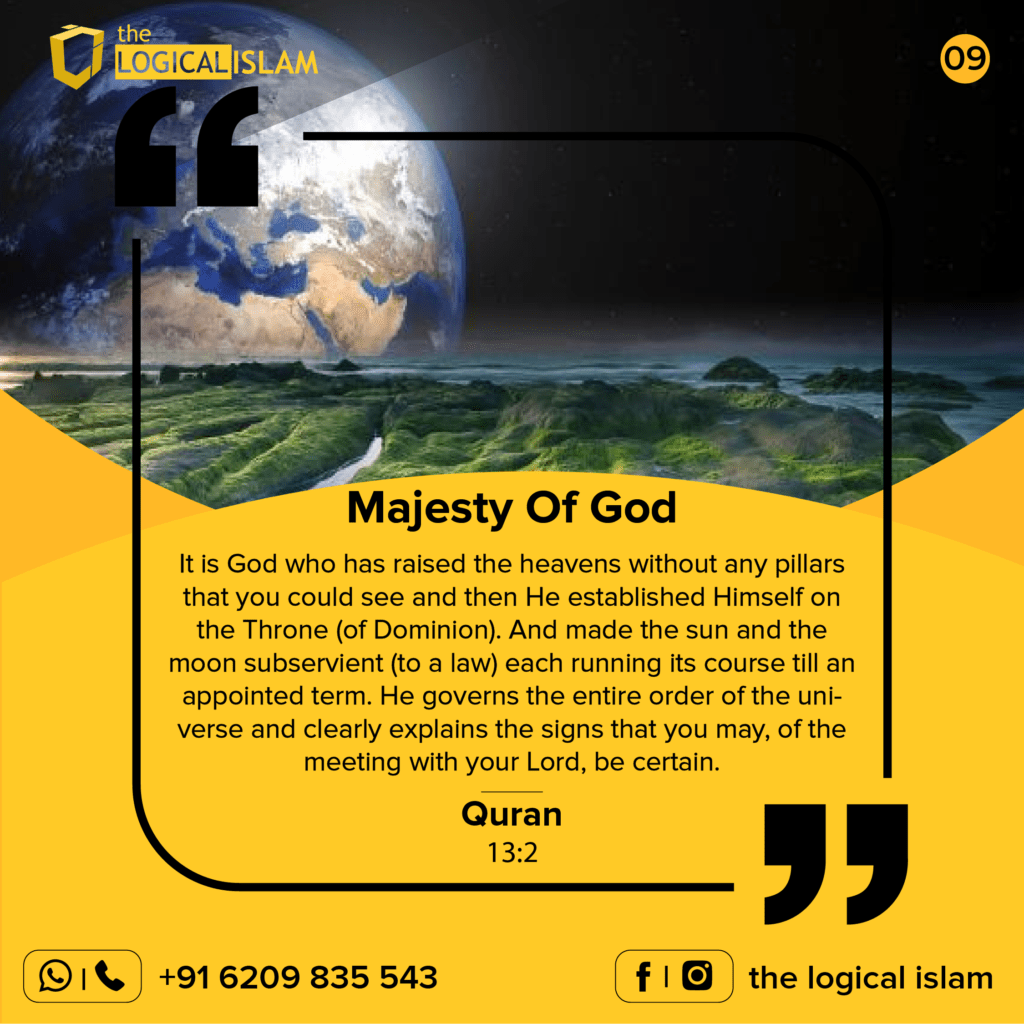 the
LOGICAL ISLAM
09
Majesty Of God
It is God who has raised the heavens without any pillars
that you could see and then He established Himself on
the Throne (of Dominion). And made the sun and the
moon subservient (to a law) each running its course till an
appointed term. He governs the entire order of the uni-
verse and clearly explains the signs that you may, of the
meeting with your Lord, be certain.
Quran
13:2
+91 6209 835 543
the logical islam